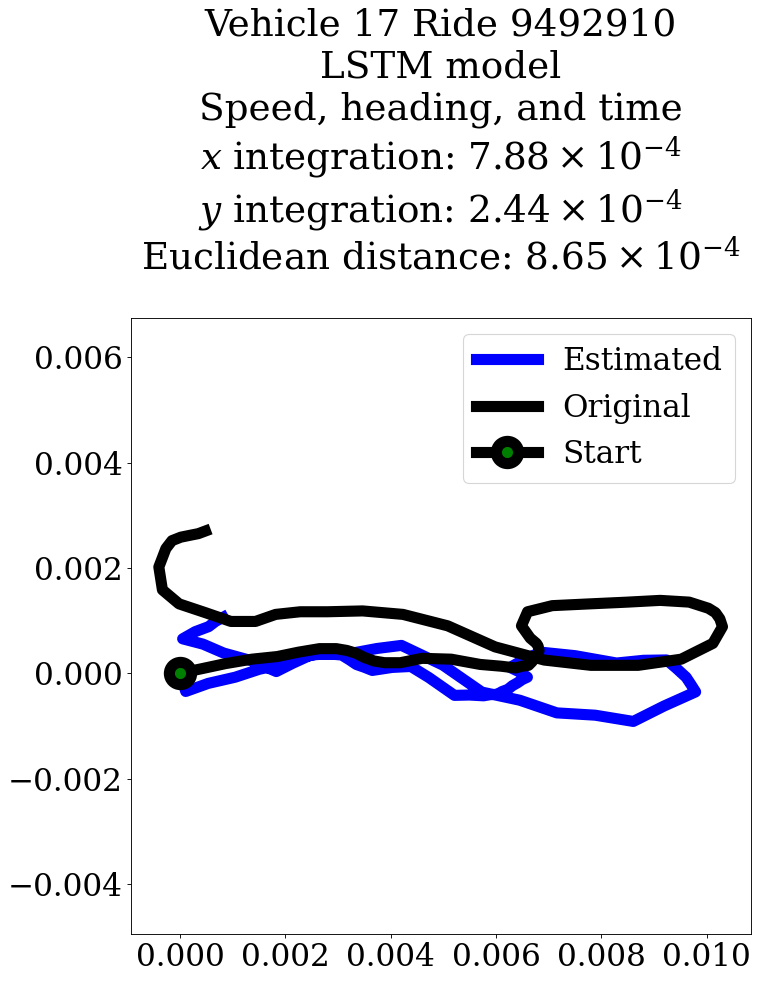 Vehicle 17 Ride 9492910
LSTM model
Speed, heading, and time
x integration: 7.88 × 10⁻⁴
y integration: 2.44 × 10⁻⁴
Euclidean distance: 8.65 × 10⁻⁴
Estimated
Original
Start
0.006
0.004
0.002
0.000
−0.002
−0.004
0.000 0.002 0.004 0.006 0.008 0.010